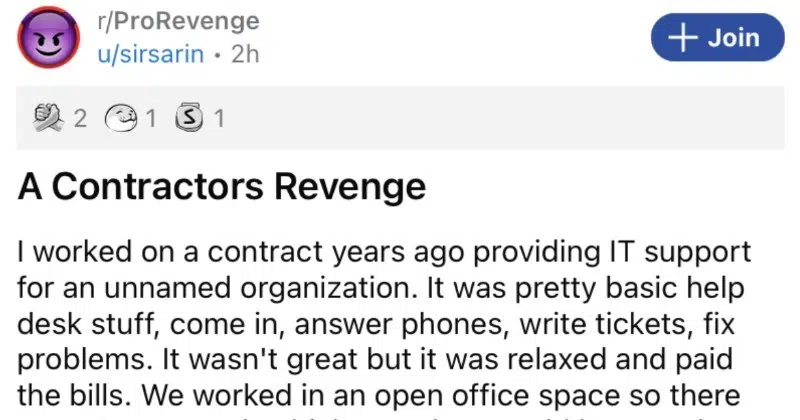 r/ProRevenge
u/sirsarin • 2h
+ Join
2 1 S 1
A Contractors Revenge
I worked on a contract years ago providing IT support
for an unnamed organization. It was pretty basic help
desk stuff, come in, answer phones, write tickets, fix
problems. It wasn't great but it was relaxed and paid
the bills. We worked in an open office space so there